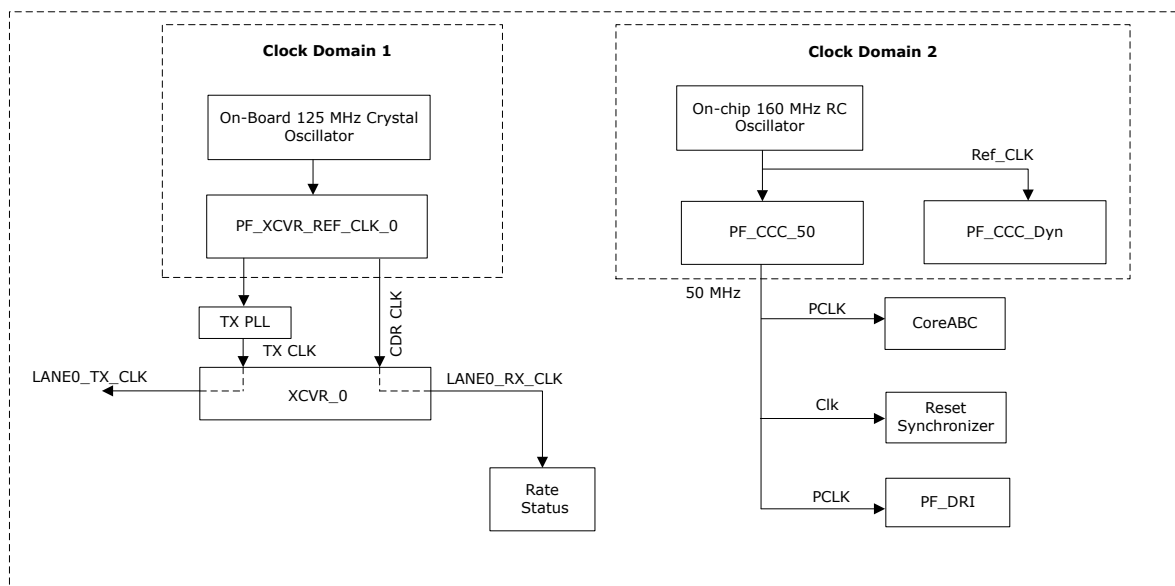 Clock Domain 1
On-Board 125 MHz Crystal
Oscillator
PF_XCVR_REF_CLK_0
TX PLL
TX CLK
CDR CLK
LANE0_TX_CLK
XCVR_0
LANE0_RX_CLK
Rate
Status
Clock Domain 2
On-chip 160 MHz RC
Oscillator
Ref_CLK
PF_CCC_50
PF_CCC_Dyn
50 MHz
PCLK
CoreABC
Clk
Reset
Synchronizer
PCLK
PF_DRI